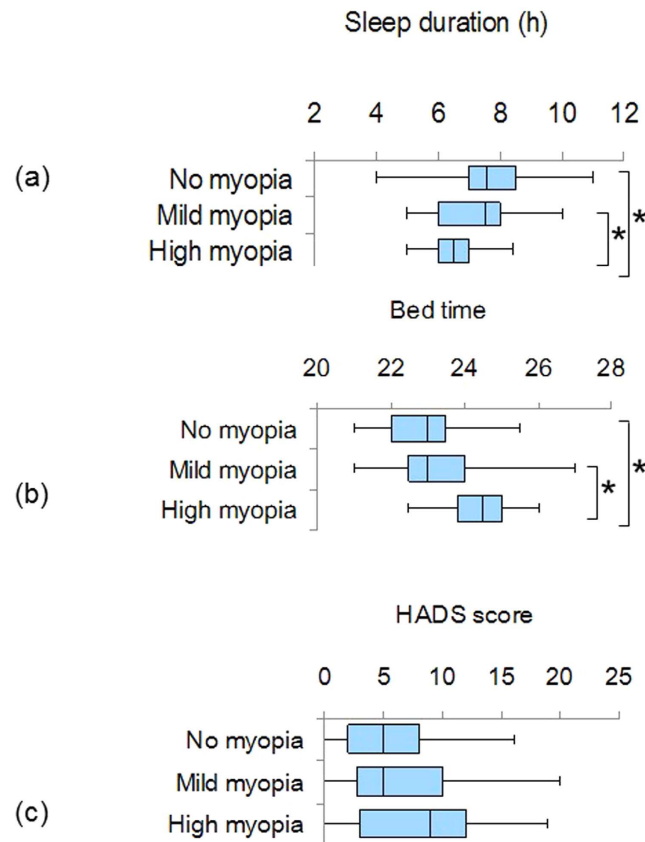 Sleep duration (h)
2 4 6 8 10 12
(a)
No myopia
*
Mild myopia
*
High myopia
Bed time
20 22 24 26 28
No myopia
*
Mild myopia
*
(b)
High myopia
HADS score
0 5 10 15 20 25
No myopia
Mild myopia
(c)
High myopia